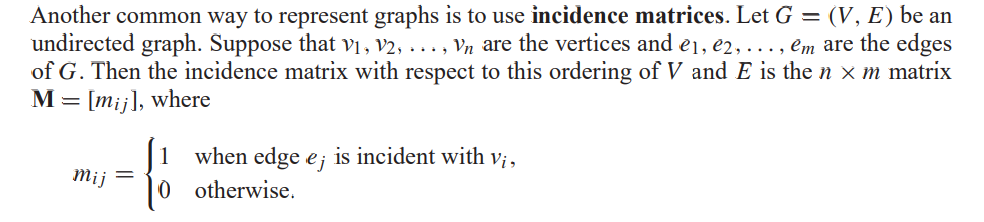 Another common way to represent graphs is to use incidence matrices. Let G = (V, E) be an
undirected graph. Suppose that v₁, v₂, . . . , vₙ are the vertices and e₁, e₂, . . . , eₘ are the edges
of G. Then the incidence matrix with respect to this ordering of V and E is the n × m matrix
M = [mᵢⱼ], where
mᵢⱼ = { 1 when edge eⱼ is incident with vᵢ,
0 otherwise.